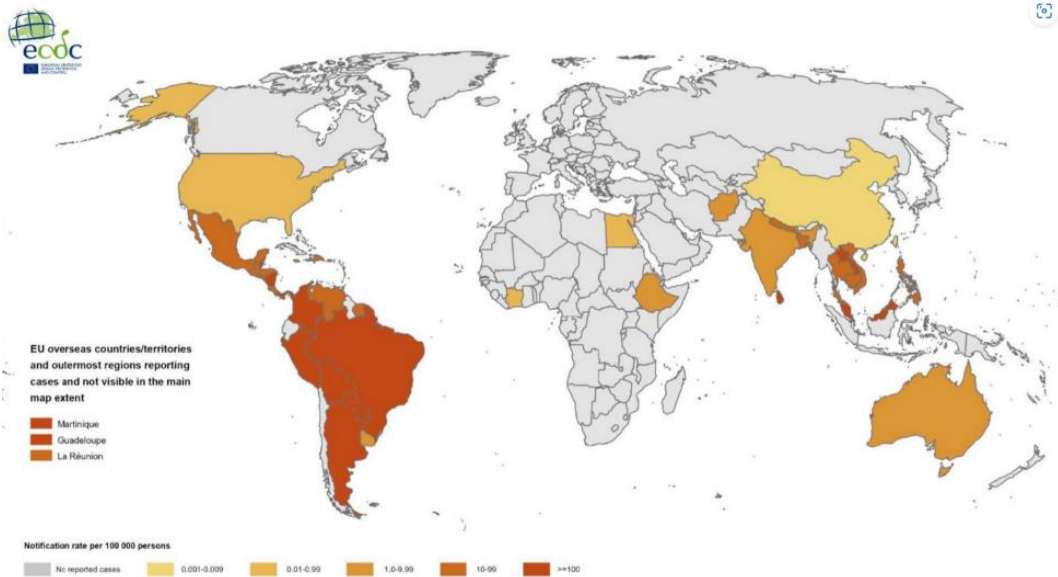 ecdc
EU overseas countries/territories
and outermost regions reporting
cases and not visible in the main
map extent
Martinique
Guadeloupe
La Réunion
Notification rate per 100 000 persons
Nc reported cases
0.001-0.009
0.01-0.99
1.0-9.99
10-99
>=100